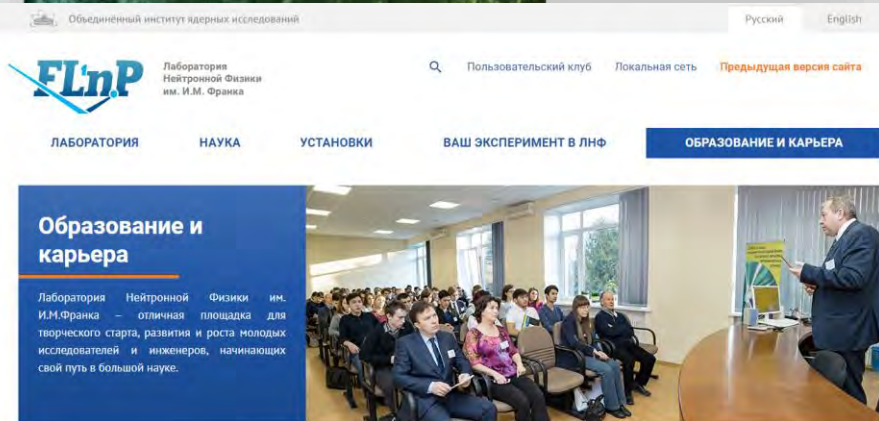 Объединённый институт ядерных исследований
Русский
English
FLnP
Лаборатория
Нейтронной Физики
им. И.М. Франка
Пользовательский клуб
Локальная сеть
Предыдущая версия сайта
ЛАБОРАТОРИЯ
НАУКА
УСТАНОВКИ
ВАШ ЭКСПЕРИМЕНТ В ЛНФ
ОБРАЗОВАНИЕ И КАРЬЕРА
Образование и
карьера
Лаборатория Нейтронной Физики им.
И.М.Франка – отличная площадка для
творческого старта, развития и роста молодых
исследователей и инженеров, начинающих
свой путь в большой науке.